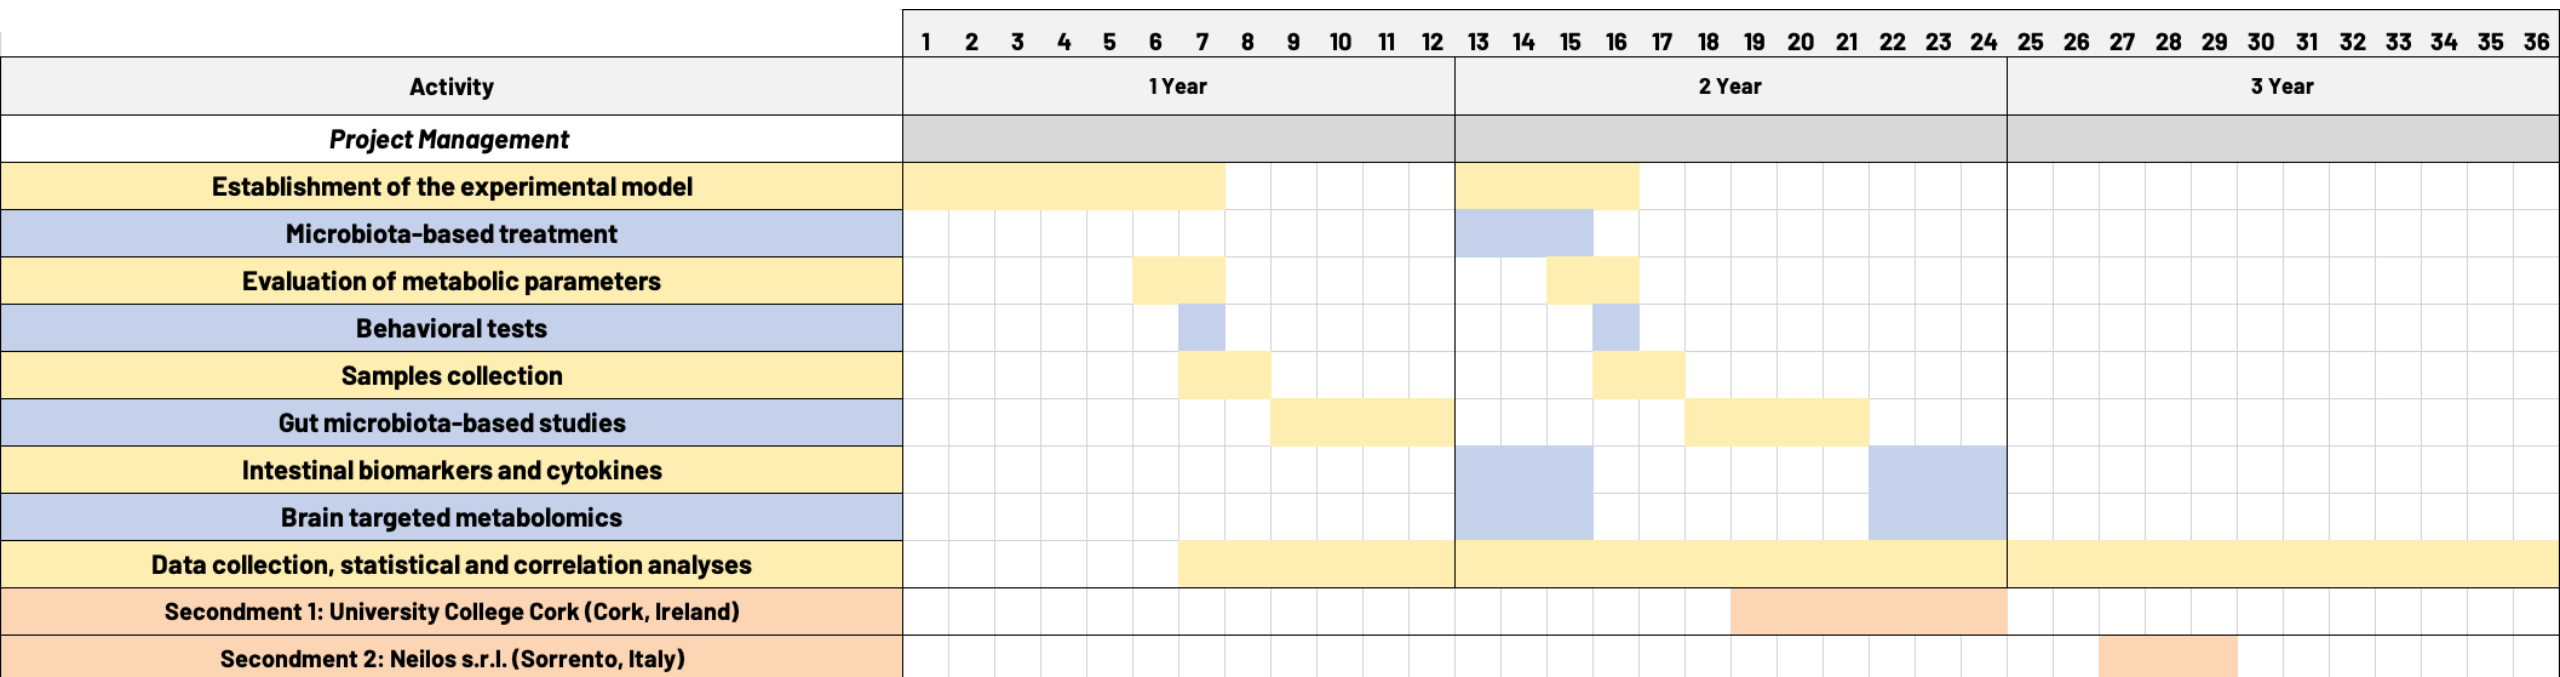 1 2 3 4 5 6 7 8 9 10 11 12 13 14 15 16 17 18 19 20 21 22 23 24 25 26 27 28 29 30 31 32 33 34 35 36
Activity 1 Year 2 Year 3 Year
Project Management
Establishment of the experimental model
Microbiota-based treatment
Evaluation of metabolic parameters
Behavioral tests
Samples collection
Gut microbiota-based studies
Intestinal biomarkers and cytokines
Brain targeted metabolomics
Data collection, statistical and correlation analyses
Secondment 1: University College Cork (Cork, Ireland)
Secondment 2: Neilos s.r.l. (Sorrento, Italy)